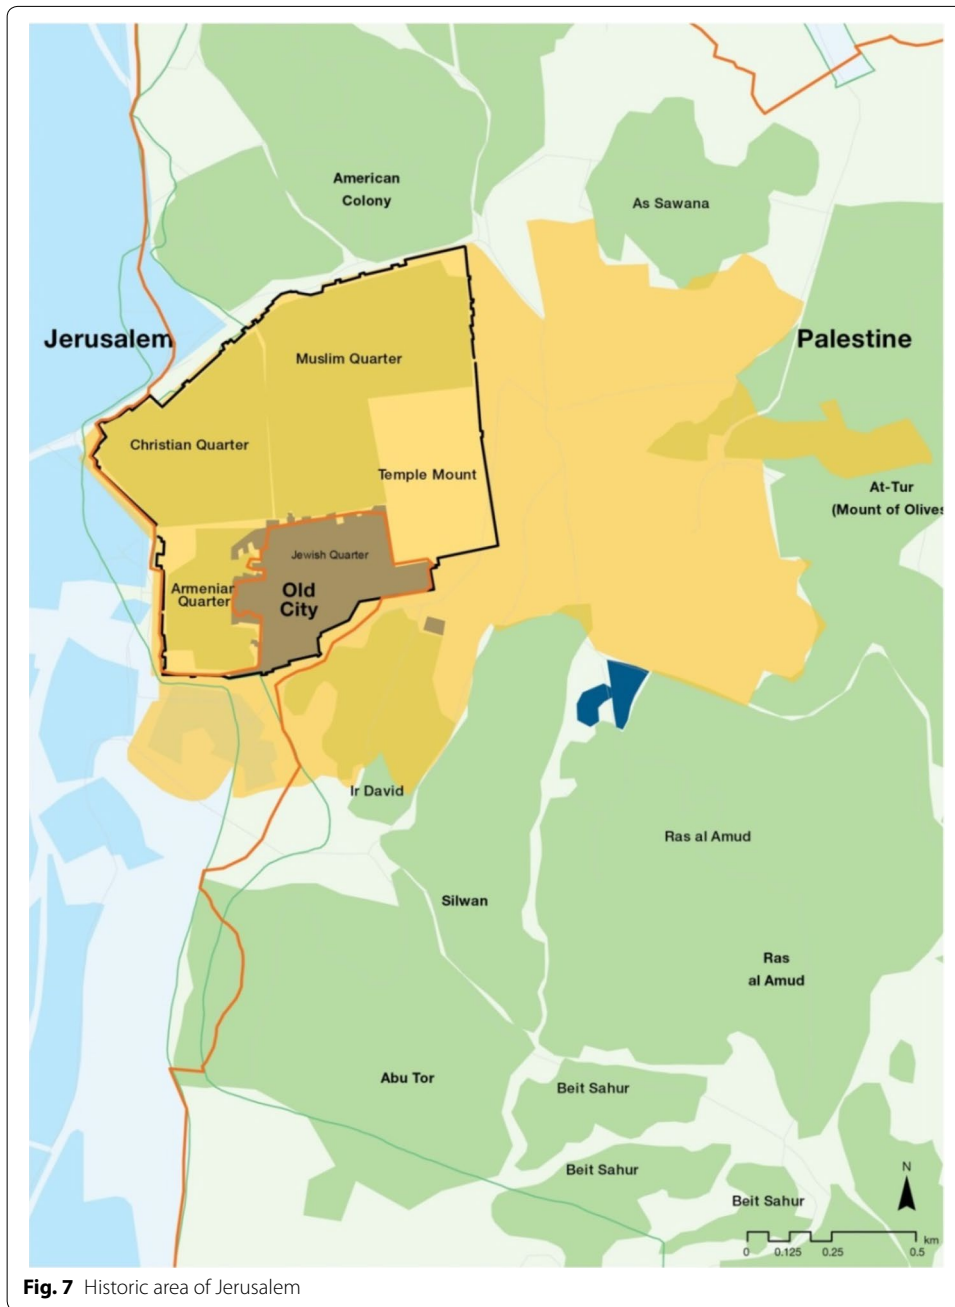 American
Colony
As Sawana
Jerusalem
Palestine
Muslim Quarter
Christian Quarter
Temple Mount
At-Tur
(Mount of Olives
Jewish Quarter
Armenian
Quarter
Old
City
Ir David
Ras al Amud
Silwan
Ras
al Amud
Abu Tor
Beit Sahur
Beit Sahur
Beit Sahur
N
km
0 0.125 0.25 0.5
Fig. 7 Historic area of Jerusalem